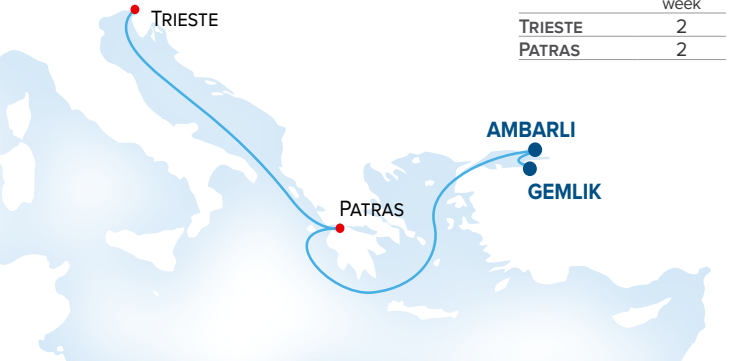 week
TRIESTE 2
PATRAS 2
TRIESTE
AMBARLI
GEMLIK
PATRAS